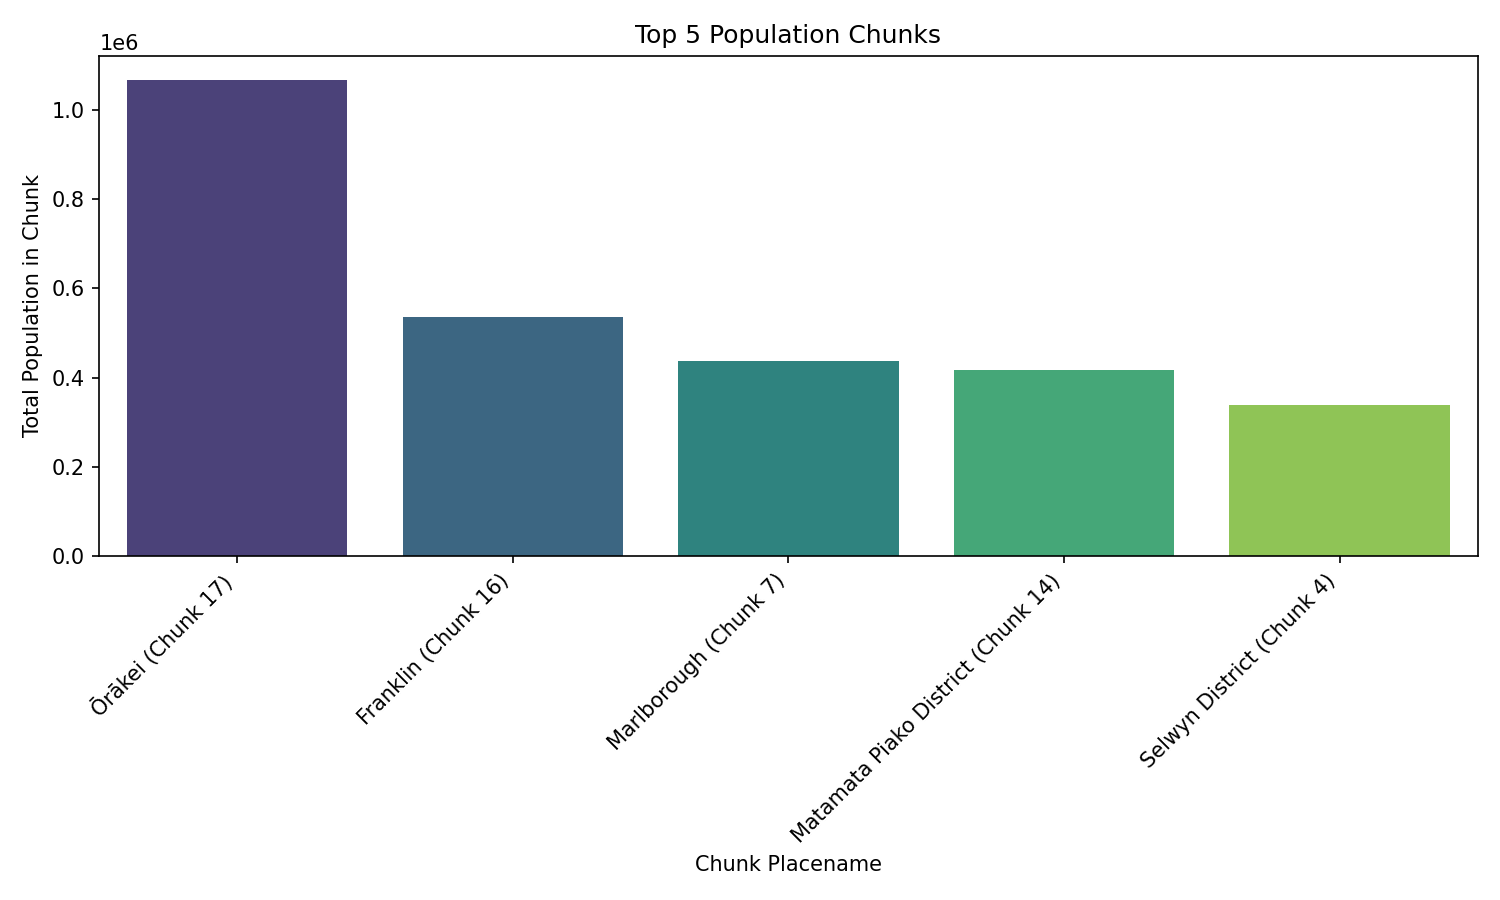 Top 5 Population Chunks
1e6
1.0
0.8
0.6
0.4
0.2
0.0
Total Population in Chunk
Ōrākei (Chunk 17)
Franklin (Chunk 16)
Marlborough (Chunk 7)
Matamata Piako District (Chunk 14)
Selwyn District (Chunk 4)
Chunk Placename